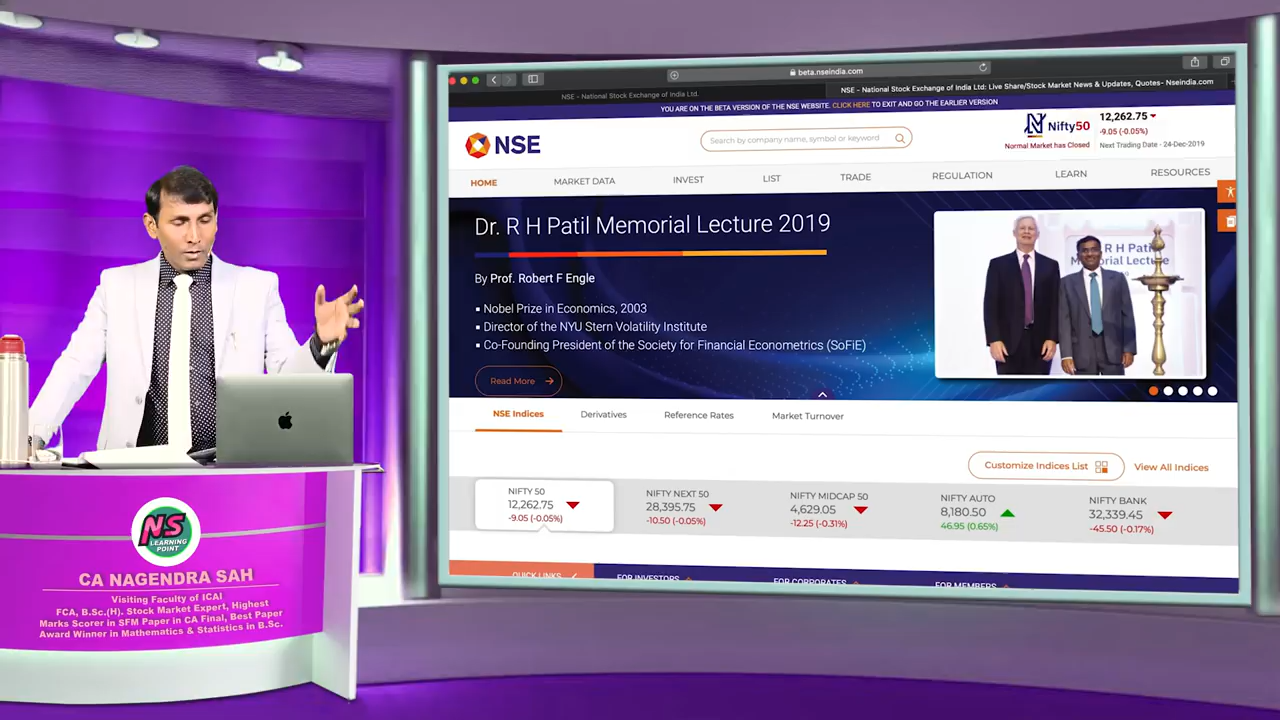 beta.nseindia.com
NSE - National Stock Exchange of India Ltd.
NSE - National Stock Exchange of India Ltd: Live Share/Stock Market News & Updates, Quotes- Nseindia.com
YOU ARE ON THE BETA VERSION OF THE NSE WEBSITE. CLICK HERE TO EXIT AND GO THE EARLIER VERSION
NSE
Search by company name, symbol or keyword
Nifty50
12,262.75
-9.05 (-0.05%)
Normal Market has Closed
Next Trading Date - 24-Dec-2019
HOME MARKET DATA INVEST LIST TRADE REGULATION LEARN RESOURCES
Dr. R H Patil Memorial Lecture 2019
By Prof. Robert F Engle
Nobel Prize in Economics, 2003
Director of the NYU Stern Volatility Institute
Co-Founding President of the Society for Financial Econometrics (SoFIE)
Read More
R H Patil
Lecture
NSE Indices Derivatives Reference Rates Market Turnover
Customize Indices List View All Indices
NIFTY 50
12,262.75
-9.05 (-0.05%)
NIFTY NEXT 50
28,395.75
-10.50 (-0.05%)
NIFTY MIDCAP 50
4,629.05
-12.25 (-0.31%)
NIFTY AUTO
8,180.50
46.95 (0.65%)
NIFTY BANK
32,339.45
-45.50 (-0.17%)
QUICK LINKS FOR INVESTORS FOR CORPORATES FOR MEMBERS
NS
LEARNING
POINT
CA NAGENDRA SAH
Visiting Faculty of ICAI
FCA, B.Sc.(H). Stock Market Expert, Highest
Marks Scorer in SFM Paper in CA Final, Best Paper
Award Winner in Mathematics & Statistics in B.Sc.